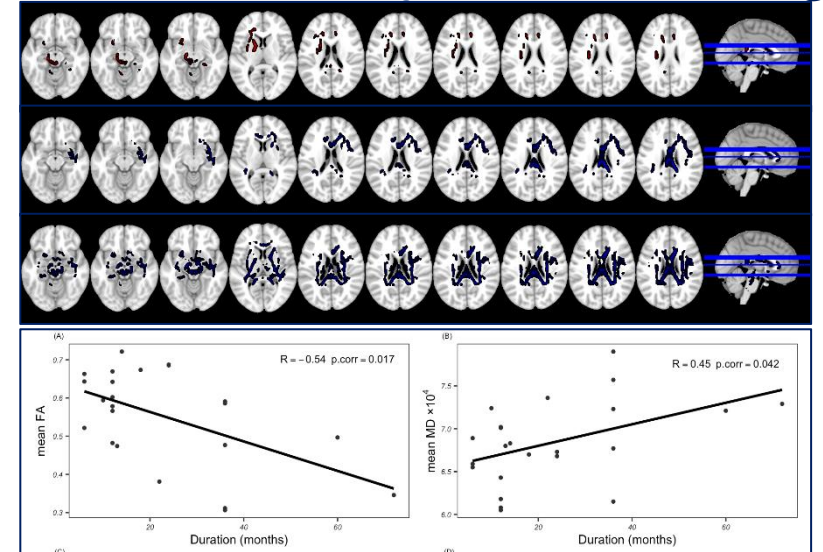 (A)
R = −0.54 p.corr = 0.017
0.7
0.6
0.5
0.4
0.3
mean FA
20
40
60
Duration (months)
(B)
R = 0.45 p.corr = 0.042
7.5
7.0
6.5
6.0
mean MD ×10⁴
20
40
60
Duration (months)